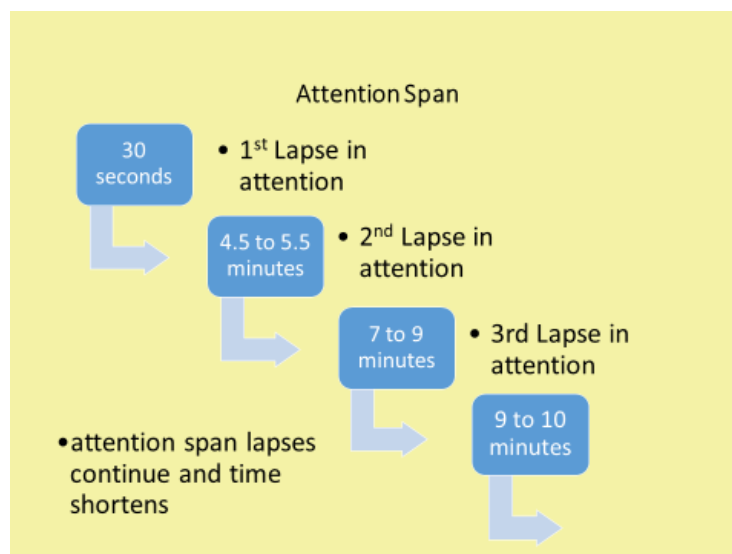 Attention Span
30
seconds
• 1st Lapse in
attention
4.5 to 5.5
minutes
• 2nd Lapse in
attention
7 to 9
minutes
• 3rd Lapse in
attention
9 to 10
minutes
•attention span lapses
continue and time
shortens